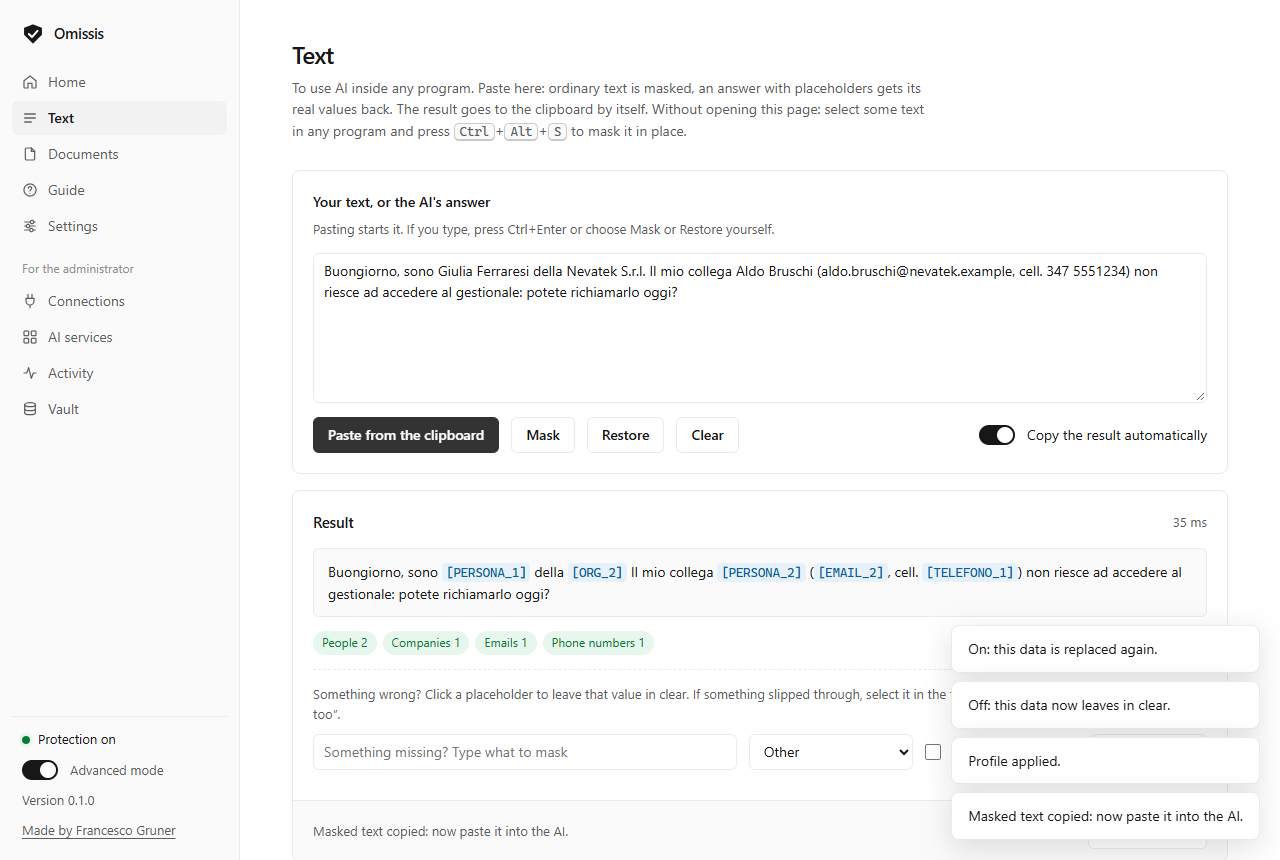 Omissis
Home
Text
Documents
Guide
Settings
For the administrator
Connections
AI services
Activity
Vault
Protection on
Advanced mode
Version 0.1.0
Made by Francesco Gruner
Text
To use AI inside any program. Paste here: ordinary text is masked, an answer with placeholders gets its
real values back. The result goes to the clipboard by itself. Without opening this page: select some text
in any program and press Ctrl+Alt+S to mask it in place.
Your text, or the AI's answer
Pasting starts it. If you type, press Ctrl+Enter or choose Mask or Restore yourself.
Buongiorno, sono Giulia Ferraresi della Nevatek S.r.l. Il mio collega Aldo Bruschi (aldo.bruschi@nevatek.example, cell. 347 5551234) non
riesce ad accedere al gestionale: potete richiamarlo oggi?
Paste from the clipboard Mask Restore Clear Copy the result automatically
Result 35 ms
Buongiorno, sono [PERSONA_1] della [ORG_2] Il mio collega [PERSONA_2] ( [EMAIL_2] , cell. [TELEFONO_1] ) non riesce ad accedere al
gestionale: potete richiamarlo oggi?
People 2 Companies 1 Emails 1 Phone numbers 1
Something wrong? Click a placeholder to leave that value in clear. If something slipped through, select it in the
too".
Something missing? Type what to mask Other
Masked text copied: now paste it into the AI.
On: this data is replaced again.
Off: this data now leaves in clear.
Profile applied.
Masked text copied: now paste it into the AI.